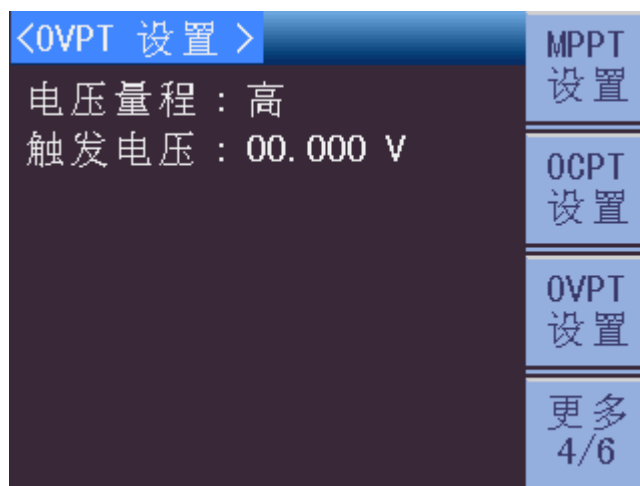 <OVPT 设置 >
电压量程：高
触发电压：00.000 V
MPPT
设置
OCPT
设置
OVPT
设置
更多
4/6